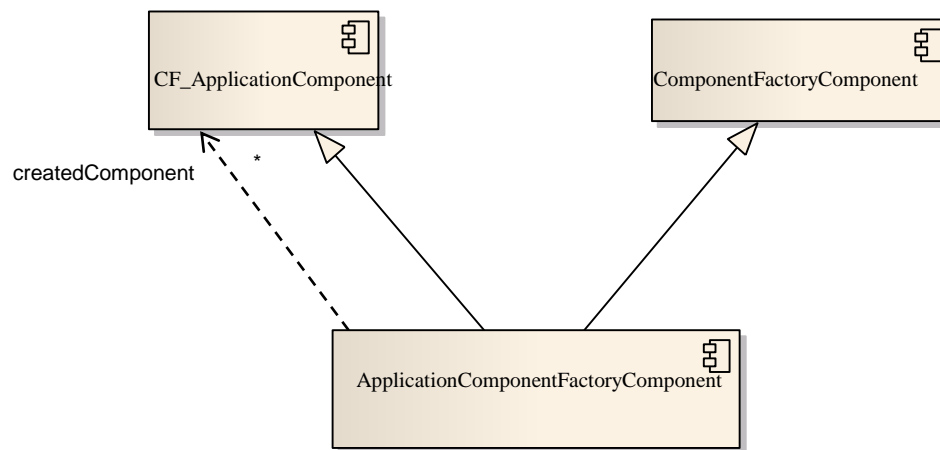 CF_ApplicationComponent
ComponentFactoryComponent
*
createdComponent
ApplicationComponentFactoryComponent